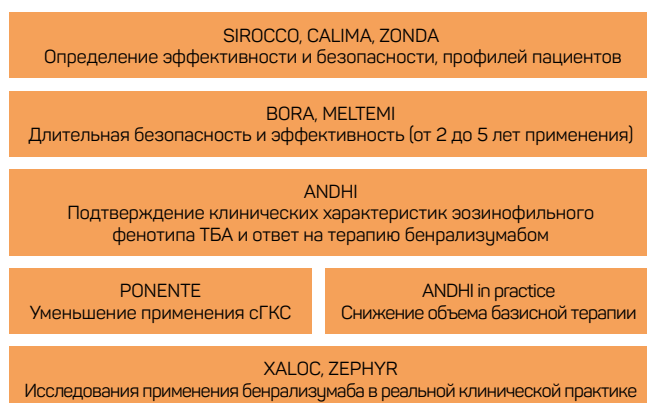 SIROCCO, CALIMA, ZONDA
Определение эффективности и безопасности, профилей пациентов
BORA, MELTEMI
Длительная безопасность и эффективность (от 2 до 5 лет применения)
ANDHI
Подтверждение клинических характеристик эозинофильного
фенотипа ТБА и ответ на терапию бенрализумабом
PONENTE
Уменьшение применения сГКС
ANDHI in practice
Снижение объема базисной терапии
XALOC, ZEPHYR
Исследования применения бенрализумаба в реальной клинической практике